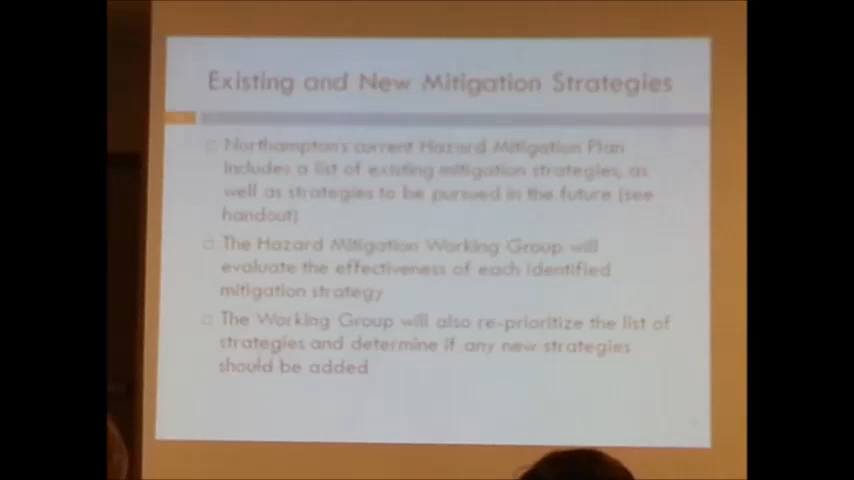 Existing and New Mitigation Strategies
Northampton's current Hazard Mitigation Plan
includes a list of existing mitigation strategies, as
well as strategies to be pursued in the future (see
handout)
The Hazard Mitigation Working Group will
evaluate the effectiveness of each identified
mitigation strategy
The Working Group will also re-prioritize the list of
strategies and determine if any new strategies
should be added